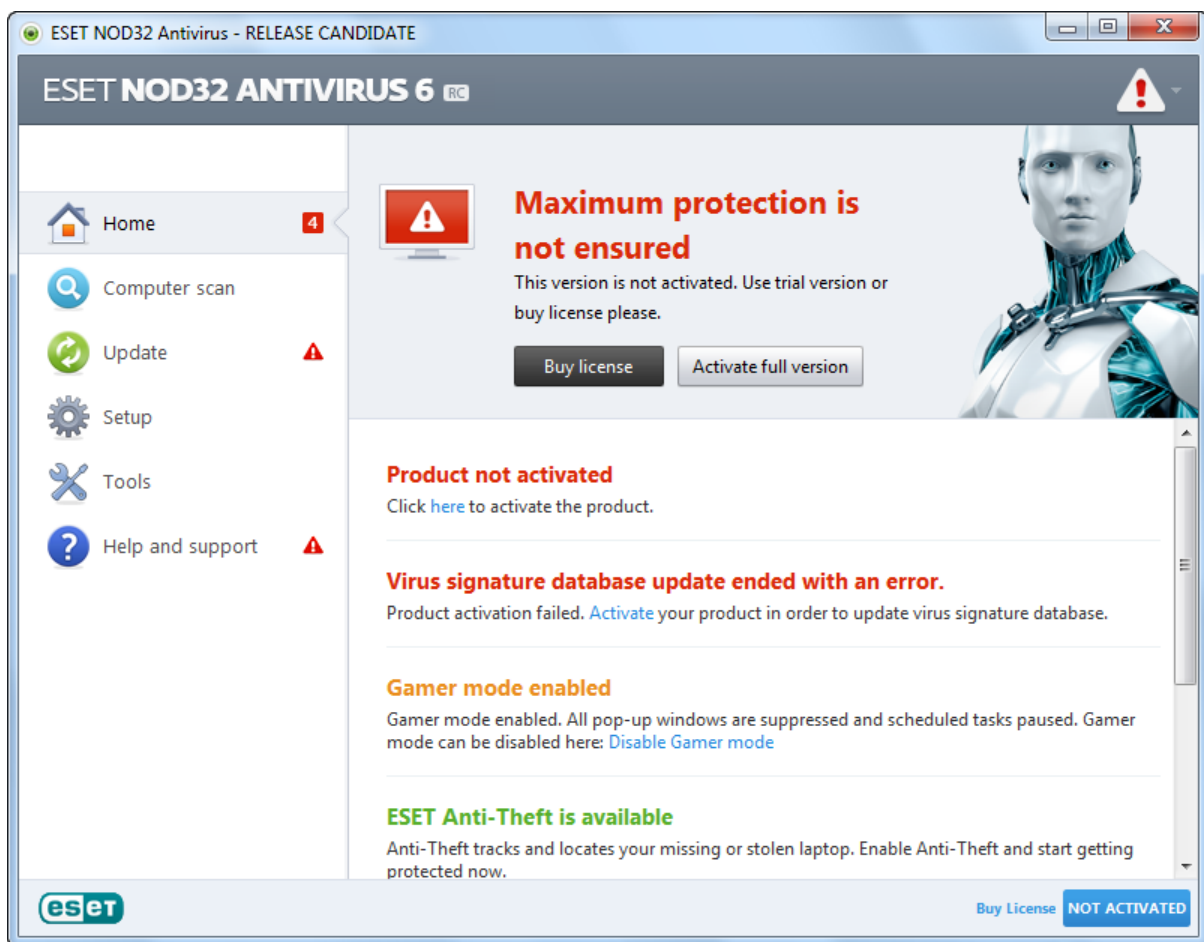 ESET NOD32 Antivirus - RELEASE CANDIDATE
ESET NOD32 ANTIVIRUS 6 RC
Home 4
Computer scan
Update
Setup
Tools
Help and support
Maximum protection is
not ensured
This version is not activated. Use trial version or
buy license please.
Buy license Activate full version
Product not activated
Click here to activate the product.
Virus signature database update ended with an error.
Product activation failed. Activate your product in order to update virus signature database.
Gamer mode enabled
Gamer mode enabled. All pop-up windows are suppressed and scheduled tasks paused. Gamer
mode can be disabled here: Disable Gamer mode
ESET Anti-Theft is available
Anti-Theft tracks and locates your missing or stolen laptop. Enable Anti-Theft and start getting
protected now.
eset
Buy License NOT ACTIVATED